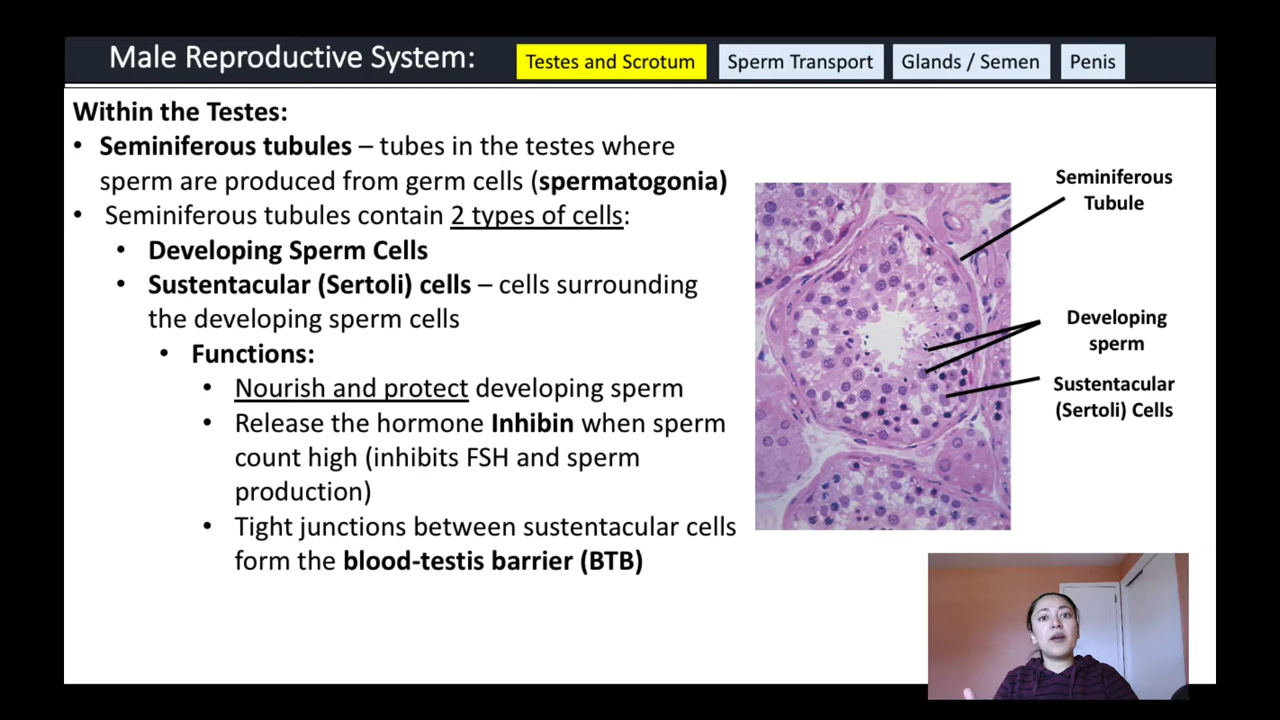 Male Reproductive System:
Testes and Scrotum
Sperm Transport
Glands / Semen
Penis
Within the Testes:
• Seminiferous tubules – tubes in the testes where
sperm are produced from germ cells (spermatogonia)
• Seminiferous tubules contain 2 types of cells:
• Developing Sperm Cells
• Sustentacular (Sertoli) cells – cells surrounding
the developing sperm cells
• Functions:
• Nourish and protect developing sperm
• Release the hormone Inhibin when sperm
count high (inhibits FSH and sperm
production)
• Tight junctions between sustentacular cells
form the blood-testis barrier (BTB)
Seminiferous
Tubule
Developing
sperm
Sustentacular
(Sertoli) Cells